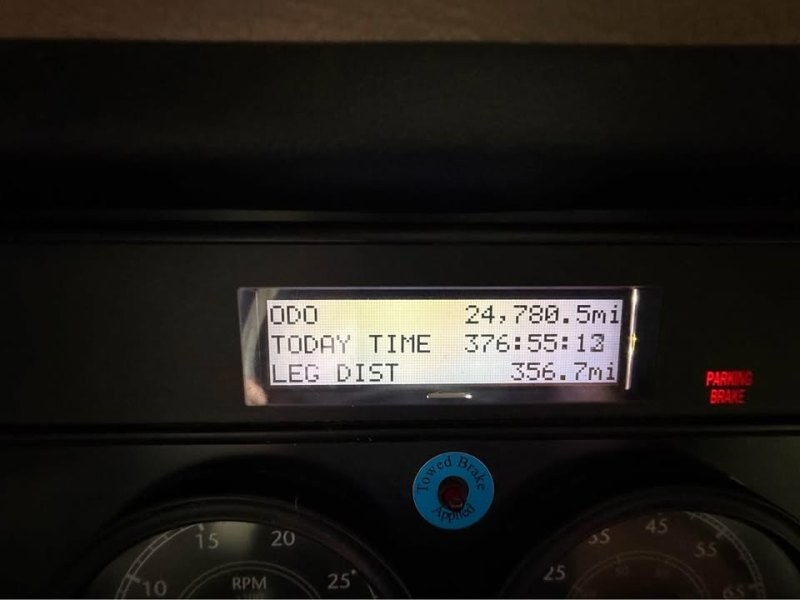 ODO 24,780.5mi
TODAY TIME 376:55:13
LEG DIST 356.7mi
PARKING
BRAKE
Towed Brake
Applied
10
15
20
25
RPM
25
35
45
55
65